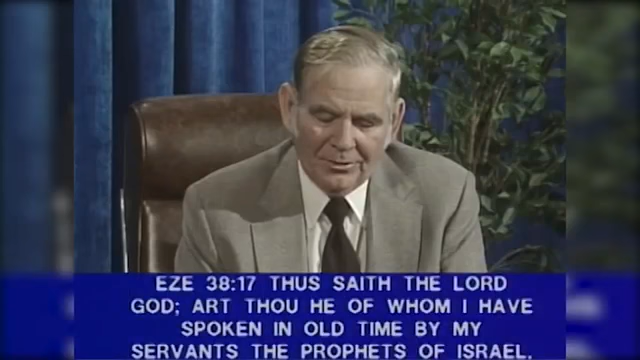 EZE 38:17 THUS SAITH THE LORD
GOD; ART THOU HE OF WHOM I HAVE
SPOKEN IN OLD TIME BY MY
SERVANTS THE PROPHETS OF ISRAEL,